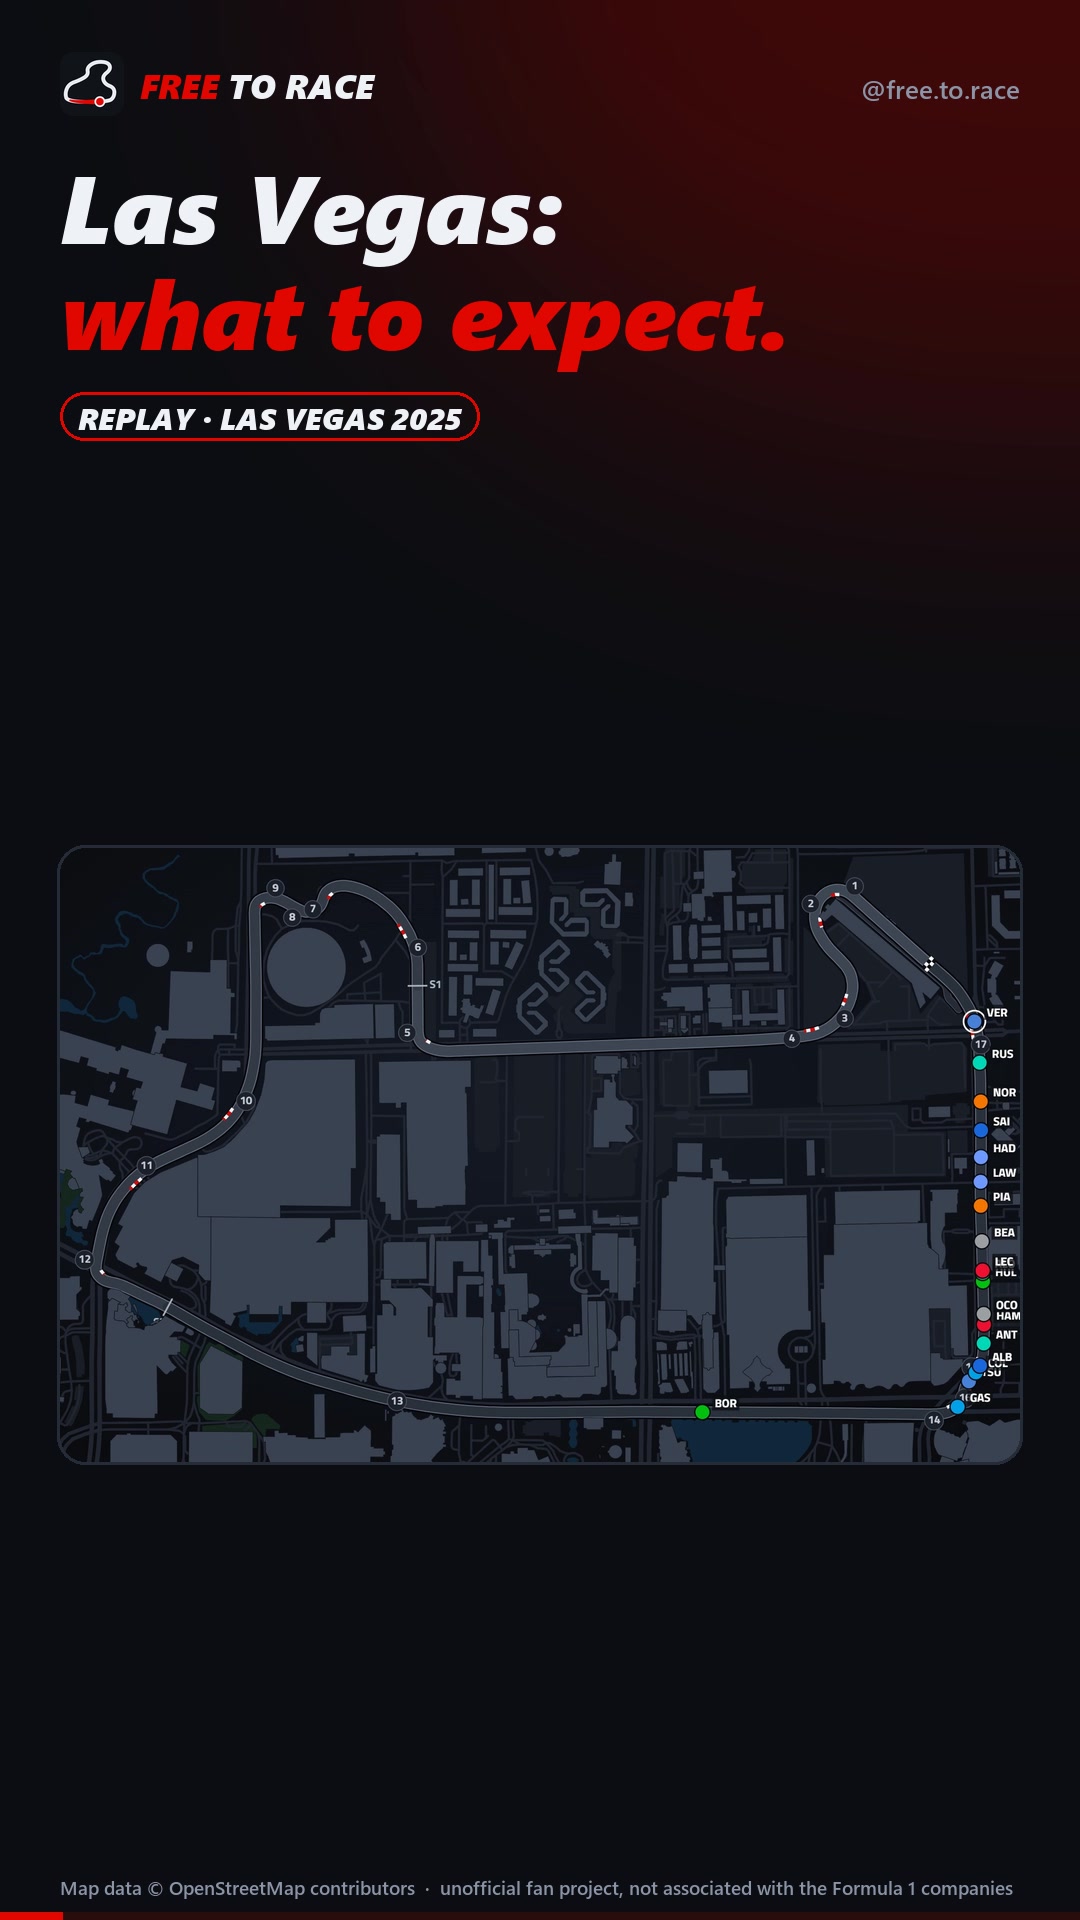 FREE TO RACE
@free.to.race
Las Vegas:
what to expect.
REPLAY · LAS VEGAS 2025
9
8
7
6
S1
5
1
2
3
4
VER
17
RUS
NOR
SAI
HAD
LAW
PIA
BEA
LEC
HUL
OCO
HAM
ANT
ALB
GAS
10
11
12
13
BOR
14
Map data © OpenStreetMap contributors · unofficial fan project, not associated with the Formula 1 companies